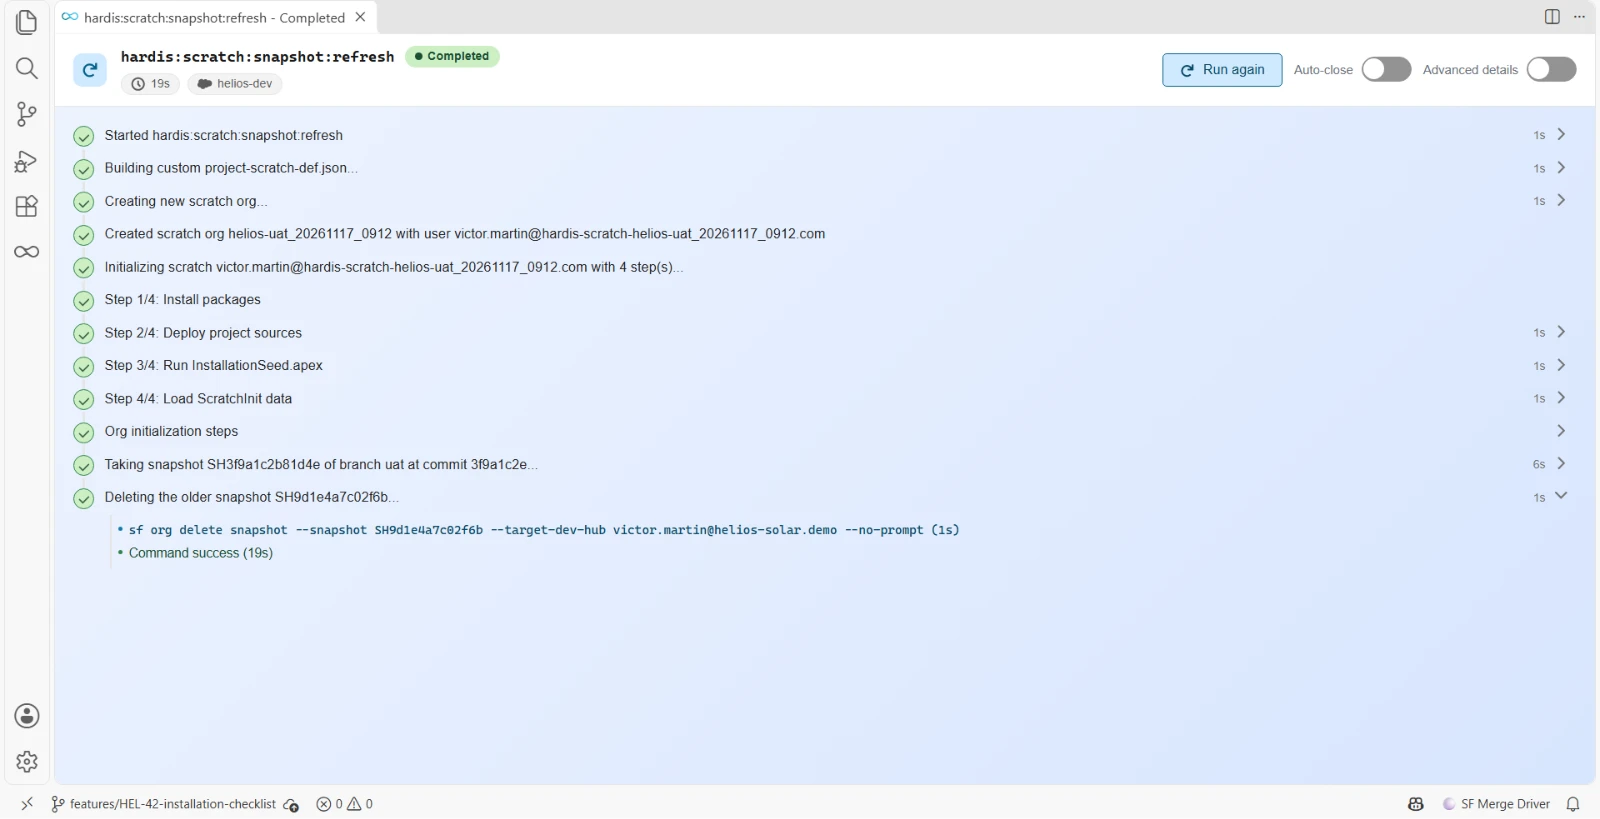 hardis:scratch:snapshot:refresh - Completed
hardis:scratch:snapshot:refresh
Completed
19s
helios-dev
Run again
Auto-close
Advanced details
Started hardis:scratch:snapshot:refresh
1s
Building custom project-scratch-def.json...
1s
Creating new scratch org...
1s
Created scratch org helios-uat_20261117_0912 with user victor.martin@hardis-scratch-helios-uat_20261117_0912.com
Initializing scratch victor.martin@hardis-scratch-helios-uat_20261117_0912.com with 4 step(s)...
Step 1/4: Install packages
Step 2/4: Deploy project sources
1s
Step 3/4: Run InstallationSeed.apex
1s
Step 4/4: Load ScratchInit data
1s
Org initialization steps
Taking snapshot SH3f9a1c2b81d4e of branch uat at commit 3f9a1c2e...
6s
Deleting the older snapshot SH9d1e4a7c02f6b...
1s
• sf org delete snapshot --snapshot SH9d1e4a7c02f6b --target-dev-hub victor.martin@helios-solar.demo --no-prompt (1s)
• Command success (19s)
features/HEL-42-installation-checklist
0
0
SF Merge Driver